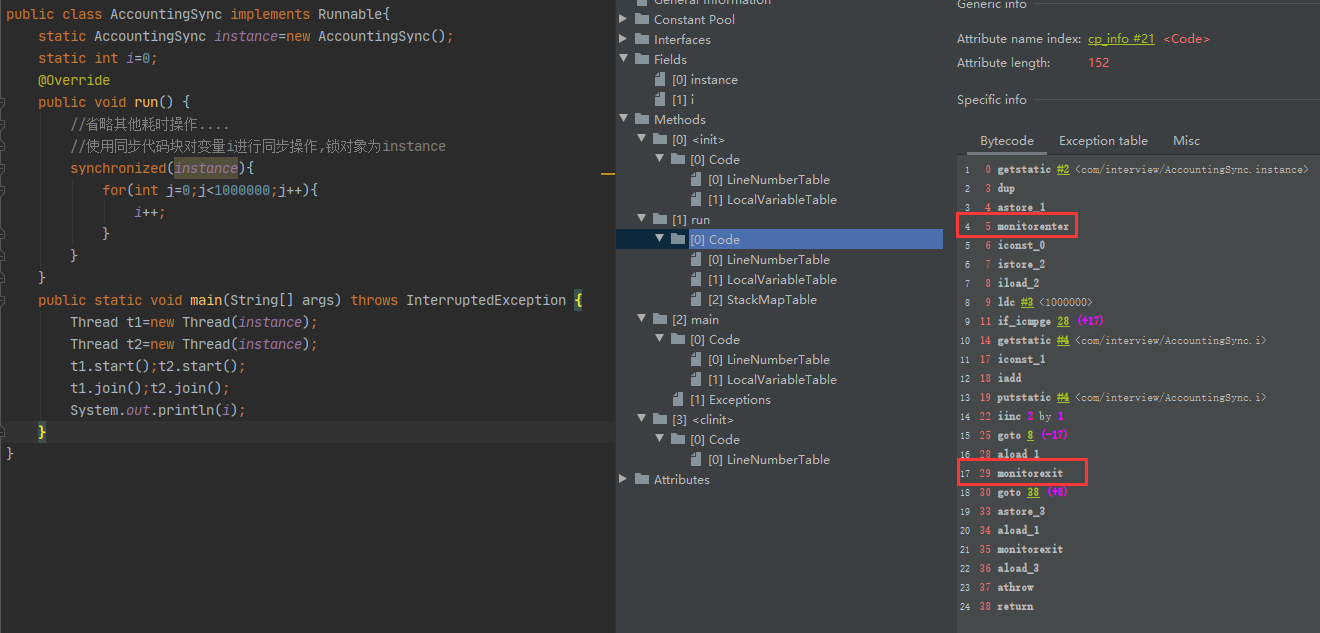 public class AccountingSync implements Runnable{
static AccountingSync instance=new AccountingSync();
static int i=0;
@Override
public void run() {
//省略其他耗时操作....
//使用同步代码块对变量i进行同步操作,锁对象为instance
synchronized(instance){
for(int j=0;j<1000000;j++){
i++;
}
}
}
public static void main(String[] args) throws InterruptedException {
Thread t1=new Thread(instance);
Thread t2=new Thread(instance);
t1.start();t2.start();
t1.join();t2.join();
System.out.println(i);
}
}
General information
Constant Pool
Interfaces
Fields
[0] instance
[1] i
Methods
[0] <init>
[0] Code
[0] LineNumberTable
[1] LocalVariableTable
[1] run
[0] Code
[0] LineNumberTable
[1] LocalVariableTable
[2] StackMapTable
[2] main
[0] Code
[0] LineNumberTable
[1] LocalVariableTable
[1] Exceptions
[3] <clinit>
[0] Code
[0] LineNumberTable
Attributes
Generic info
Attribute name index: cp_info #21 <Code>
Attribute length: 152
Specific info
Bytecode Exception table Misc
1 0 getstatic #2 <com/interview/AccountingSync.instance>
2 3 dup
3 4 astore_1
4 5 monitorenter
5 6 iconst_0
6 7 istore_2
7 8 iload_2
8 9 ldc #3 <1000000>
9 11 if_icmpge 28 (+17)
10 14 getstatic #4 <com/interview/AccountingSync.i>
11 17 iconst_1
12 18 iadd
13 19 putstatic #4 <com/interview/AccountingSync.i>
14 22 iinc 2 by 1
15 25 goto 8 (-17)
16 28 aload_1
17 29 monitorexit
18 30 goto 38 (+8)
19 33 astore_3
20 34 aload_1
21 35 monitorexit
22 36 aload_3
23 37 athrow
24 38 return